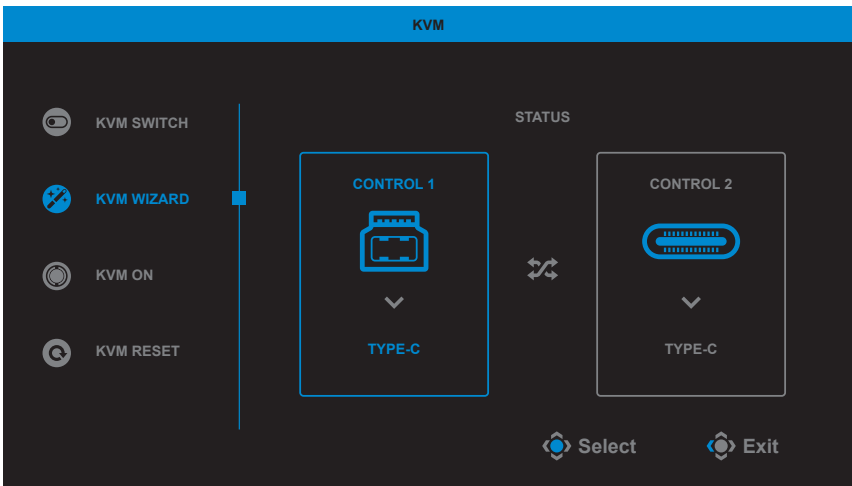 KVM
KVM SWITCH
KVM WIZARD
KVM ON
KVM RESET
STATUS
CONTROL 1
TYPE-C
CONTROL 2
TYPE-C
Select
Exit